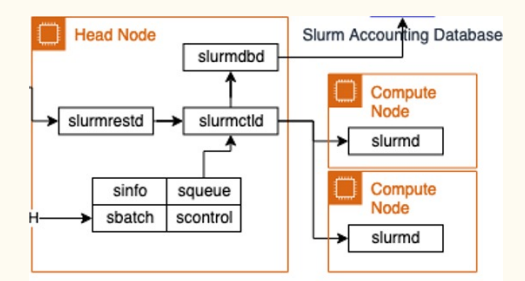 Head Node
Slurm Accounting Database
slurmdbd
Compute
Node
slurmrestd
slurmctld
slurmd
sinfo squeue
sbatch scontrol
H
Compute
Node
slurmd